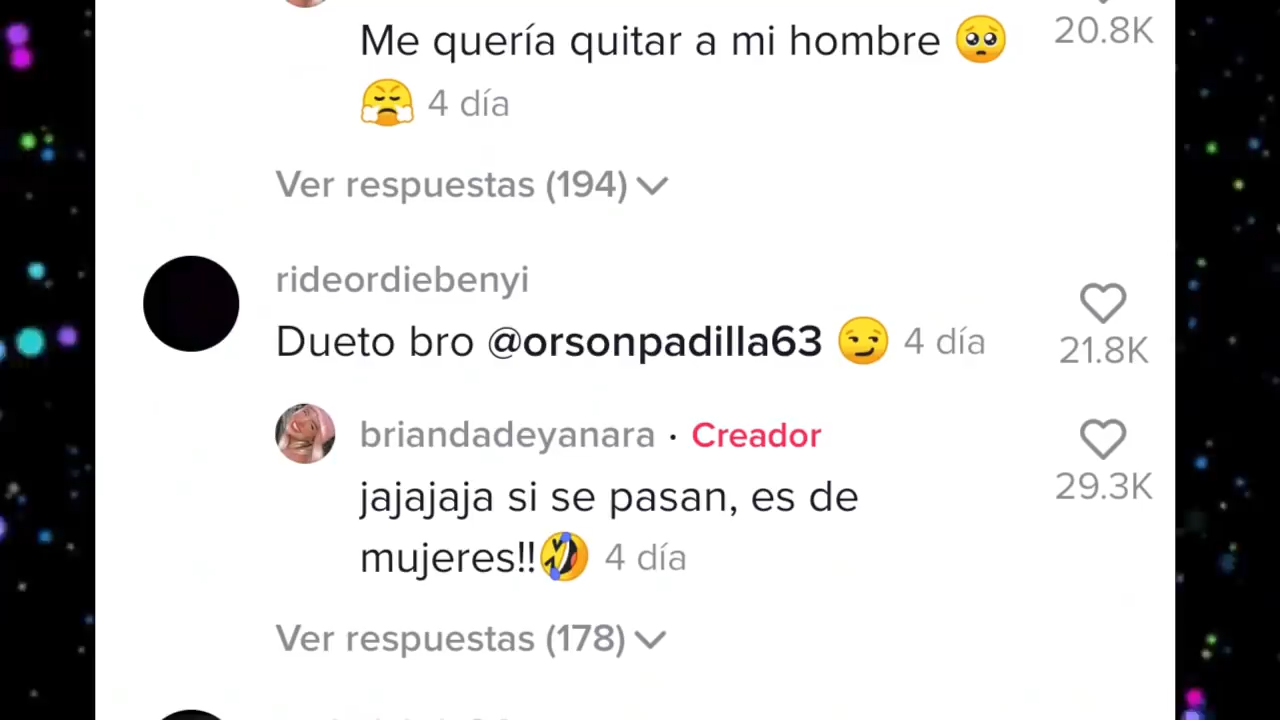 Me quería quitar a mi hombre 🥺
20.8K
😤 4 día
Ver respuestas (194)
rideordiebenyi
Dueto bro @orsonpadilla63 😏 4 día
21.8K
briandadeyanara · Creador
jajajaja si se pasan, es de
29.3K
mujeres!!🤣 4 día
Ver respuestas (178)